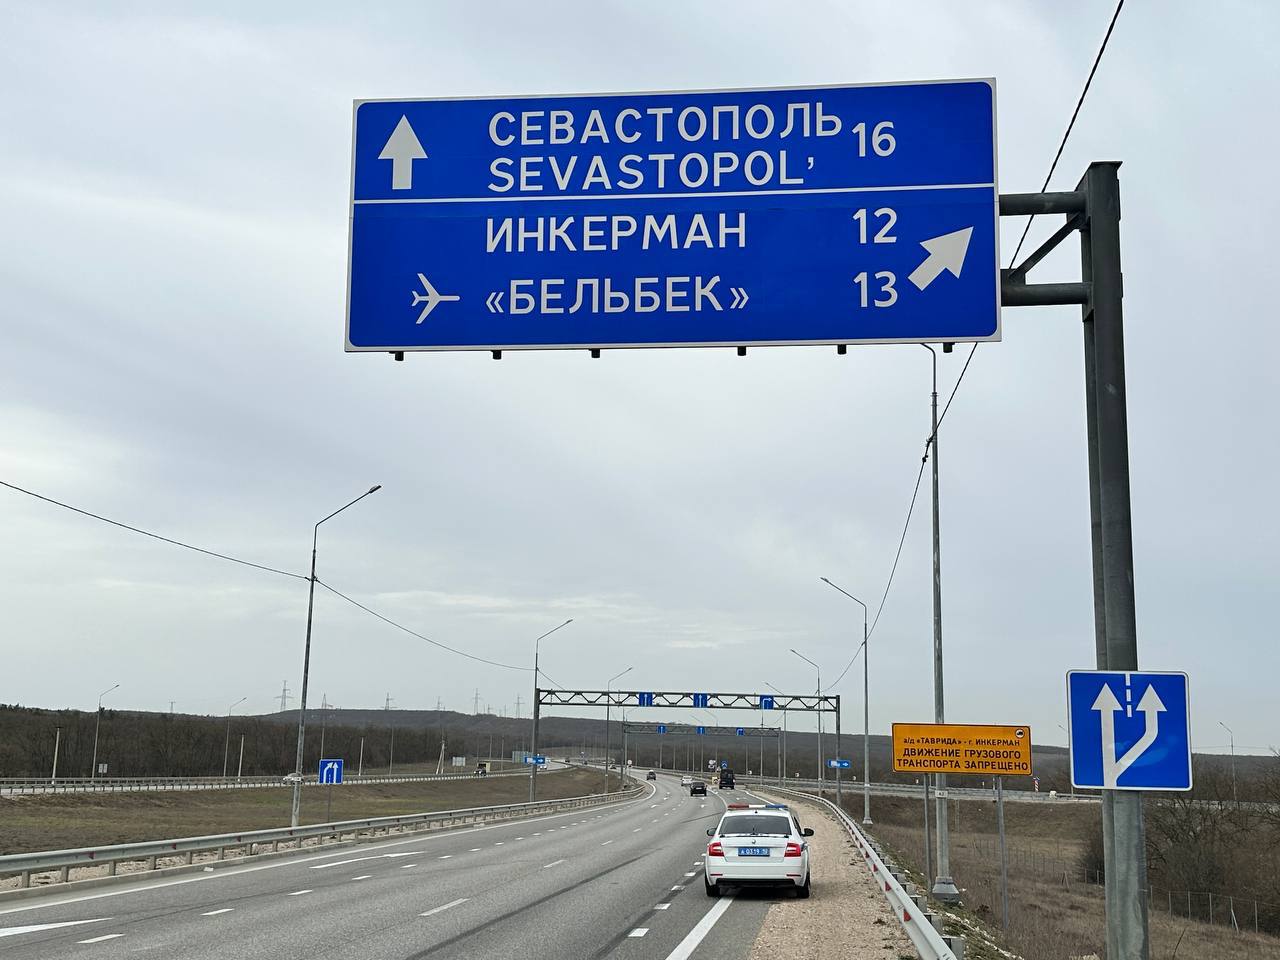 СЕВАСТОПОЛЬ 16
SEVASTOPOL'
ИНКЕРМАН 12
«БЕЛЬБЕК» 13
а/д «ТАВРИДА» - г. ИНКЕРМАН
ДВИЖЕНИЕ ГРУЗОВОГО
ТРАНСПОРТА ЗАПРЕЩЕНО